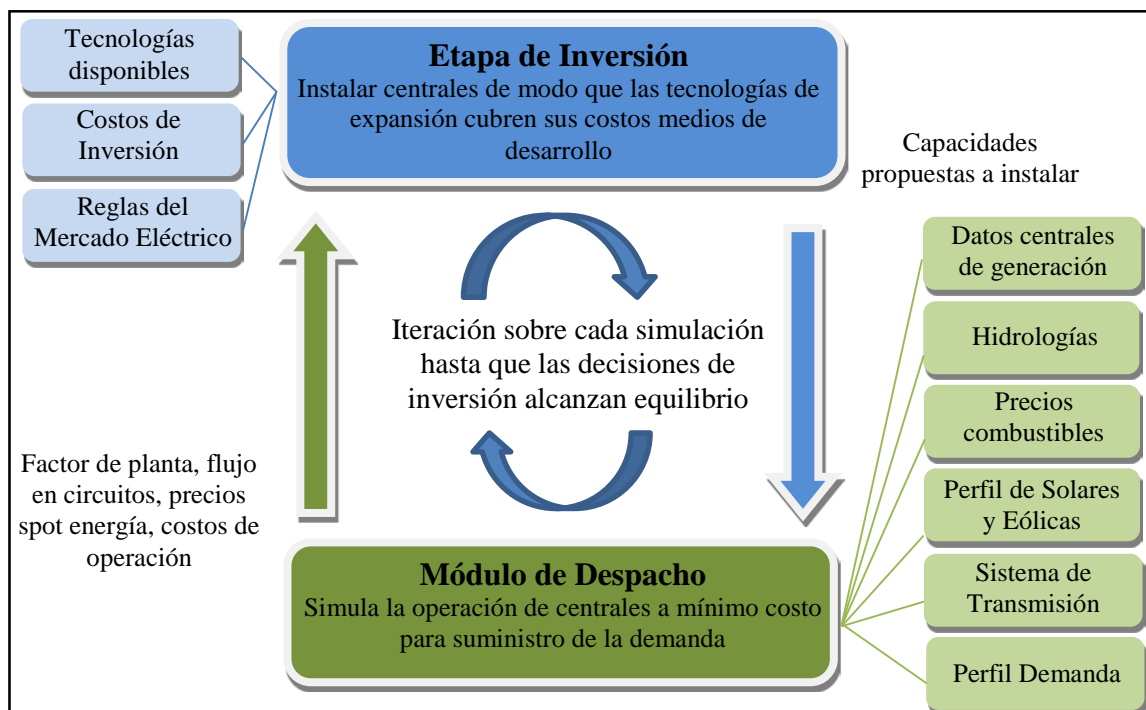 Tecnologías
disponibles
Costos de
Inversión
Reglas del
Mercado Eléctrico
Etapa de Inversión
Instalar centrales de modo que las tecnologías de
expansión cubren sus costos medios de
desarrollo
Capacidades
propuestas a instalar
Iteración sobre cada simulación
hasta que las decisiones de
inversión alcanzan equilibrio
Factor de planta, flujo
en circuitos, precios
spot energía, costos de
operación
Módulo de Despacho
Simula la operación de centrales a mínimo costo
para suministro de la demanda
Datos centrales
de generación
Hidrologías
Precios
combustibles
Perfil de Solares
y Eólicas
Sistema de
Transmisión
Perfil Demanda